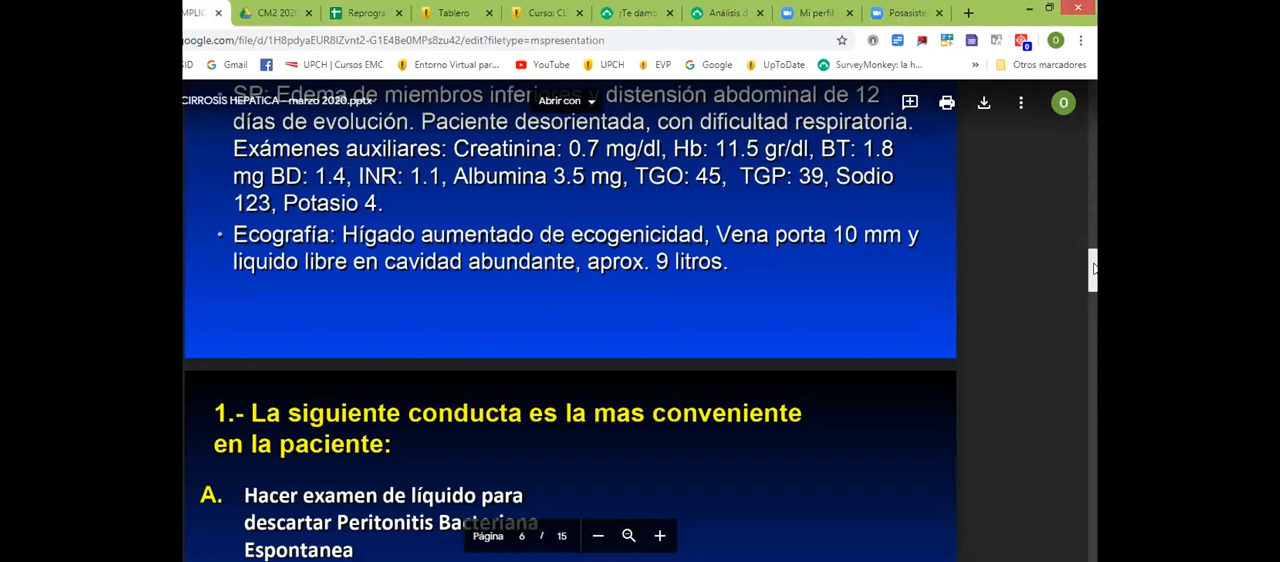 MPLIC
CM2 202
Reprogra
Tablero
Curso: CL
¡Te damo
Análisis d
Mi perfil -
Posasiste
google.com/file/d/1H8pdyaEUR8IZvnt2-G1E4Be0MPs8zu42/edit?filetype=mspresentation
SID
Gmail
UPCH | Cursos EMC
Entorno Virtual par...
YouTube
UPCH
EVP
Google
UpToDate
SurveyMonkey: la h...
»
Otros marcadores
CIRROSIS HEPATICA - marzo 2020.pptx
Abrir con
SP: Edema de miembros inferiores y distensión abdominal de 12
días de evolución. Paciente desorientada, con dificultad respiratoria.
Exámenes auxiliares: Creatinina: 0.7 mg/dl, Hb: 11.5 gr/dl, BT: 1.8
mg BD: 1.4, INR: 1.1, Albumina 3.5 mg, TGO: 45, TGP: 39, Sodio
123, Potasio 4.
• Ecografía: Hígado aumentado de ecogenicidad, Vena porta 10 mm y
liquido libre en cavidad abundante, aprox. 9 litros.
1.- La siguiente conducta es la mas conveniente
en la paciente:
A. Hacer examen de líquido para
descartar Peritonitis Bacteriana
Espontanea
Página 6 / 15